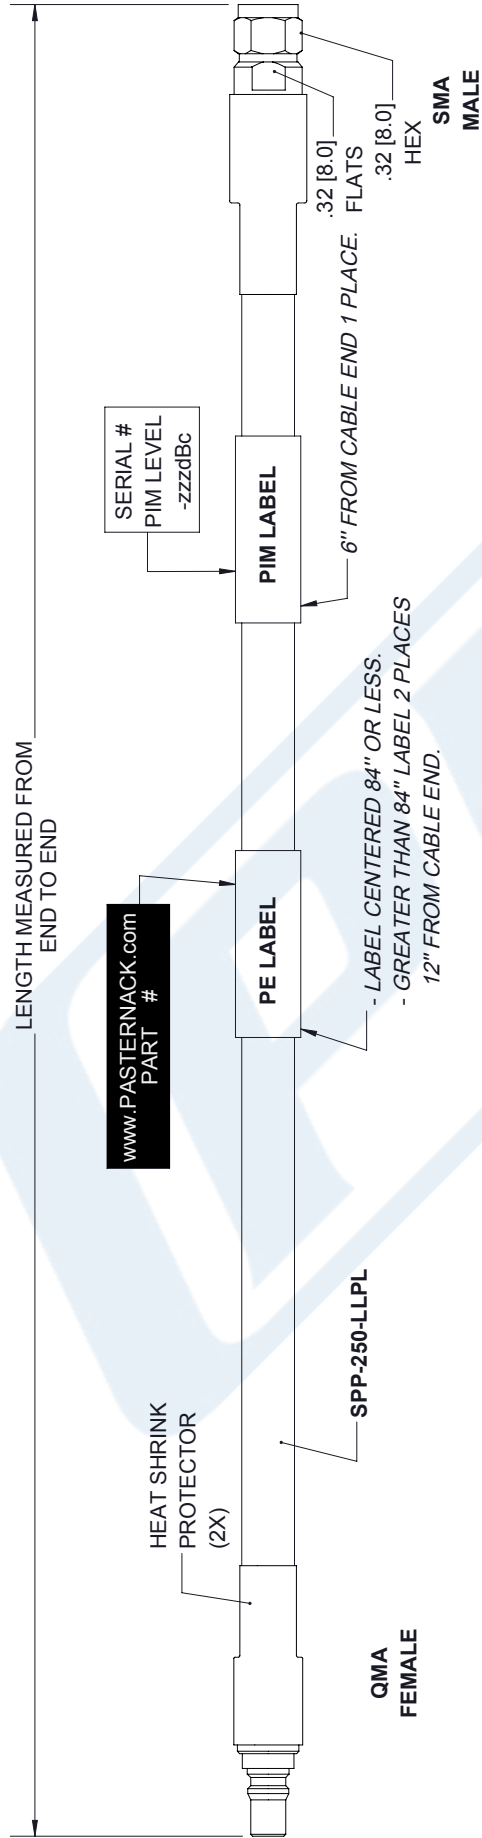 LENGTH MEASURED FROM
END TO END
www.PASTERNACK.com
PART #
SERIAL #
PIM LEVEL
-zzzdBc
HEAT SHRINK
PROTECTOR
(2X)
PE LABEL
PIM LABEL
.32 [8.0]
FLATS
.32 [8.0]
HEX
SMA
MALE
6" FROM CABLE END 1 PLACE.
- LABEL CENTERED 84" OR LESS.
- GREATER THAN 84" LABEL 2 PLACES
12" FROM CABLE END.
SPP-250-LLPL
QMA
FEMALE